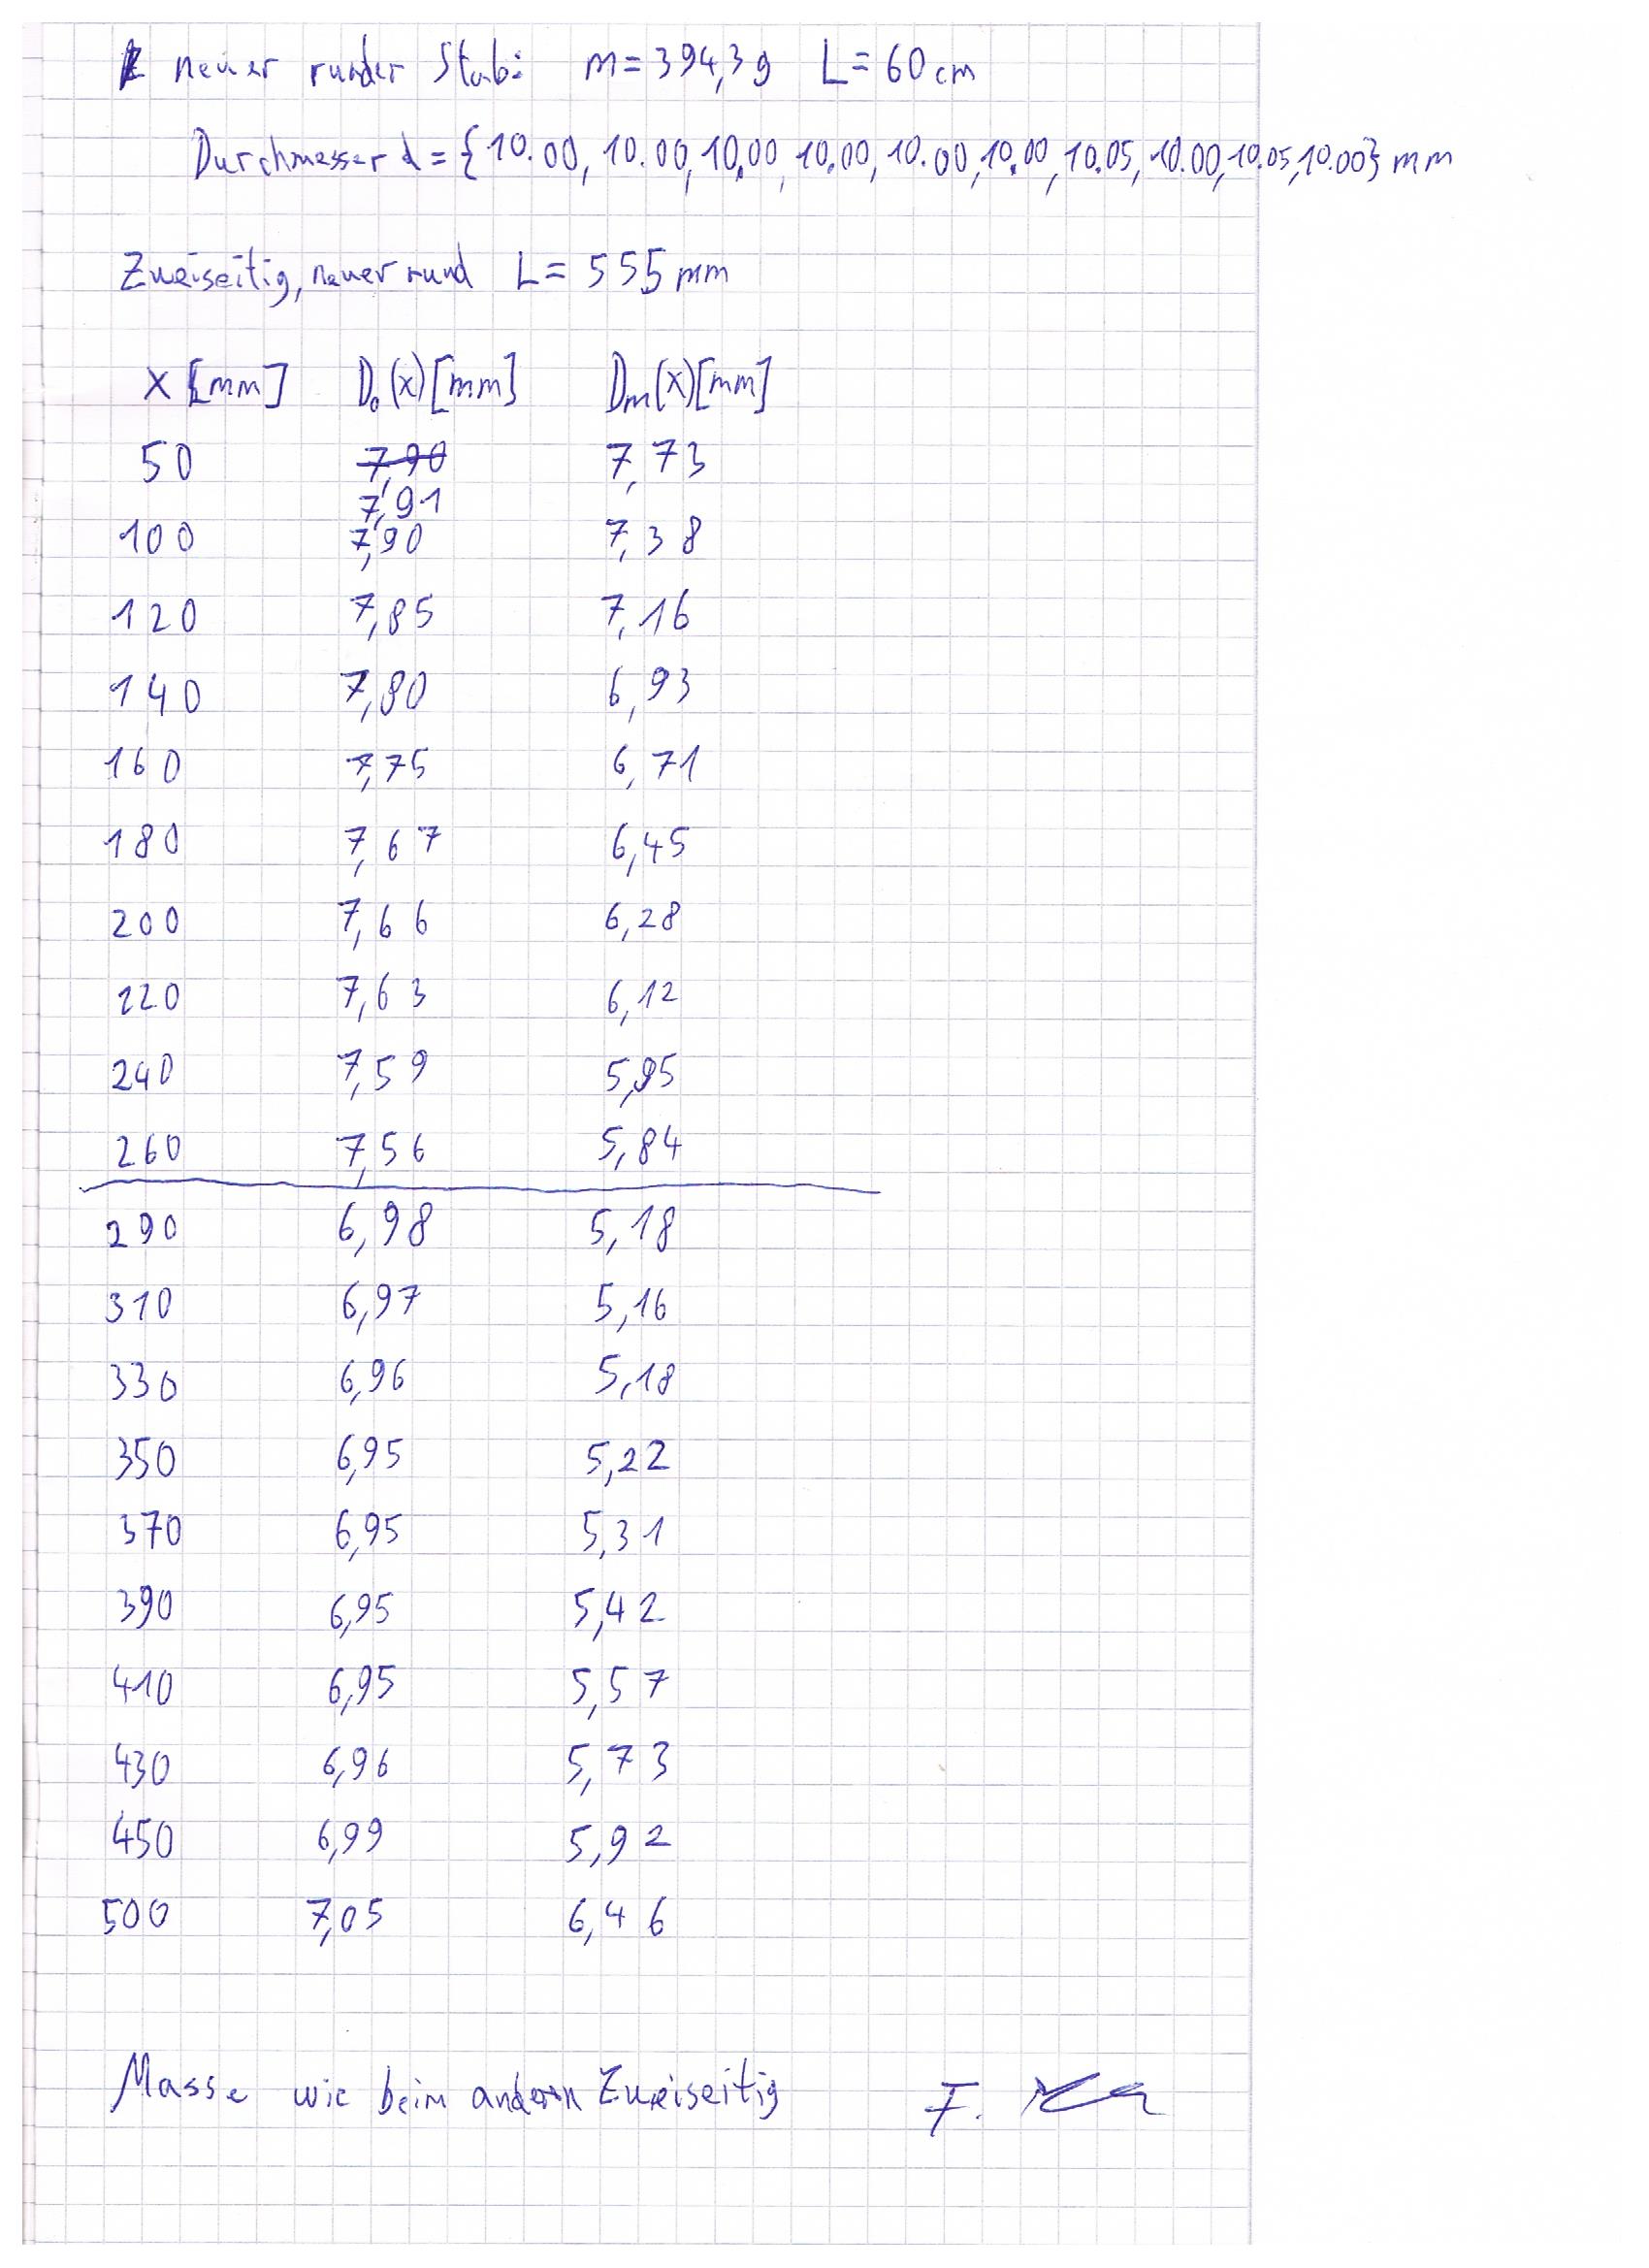 neuer runder Stab: m = 394,3 g L = 60 cm
Durchmesser d = {10.00, 10.00, 10.00, 10.00, 10.00, 10.00, 10.05, 10.00, 10.05, 10.00} mm
Zweiseitig, neuer rund L = 555 mm
x [mm] D₀(x) [mm] Dm(x) [mm]
50 7,90 7,73
7,91
100 7,90 7,38
120 7,85 7,16
140 7,80 6,93
160 7,75 6,71
180 7,67 6,45
200 7,66 6,28
220 7,63 6,12
240 7,59 5,95
260 7,56 5,84
290 6,98 5,18
310 6,97 5,16
330 6,96 5,18
350 6,95 5,22
370 6,95 5,31
390 6,95 5,42
410 6,95 5,57
430 6,96 5,73
450 6,99 5,92
500 7,05 6,46
Masse wie beim andern Zweiseitig F.